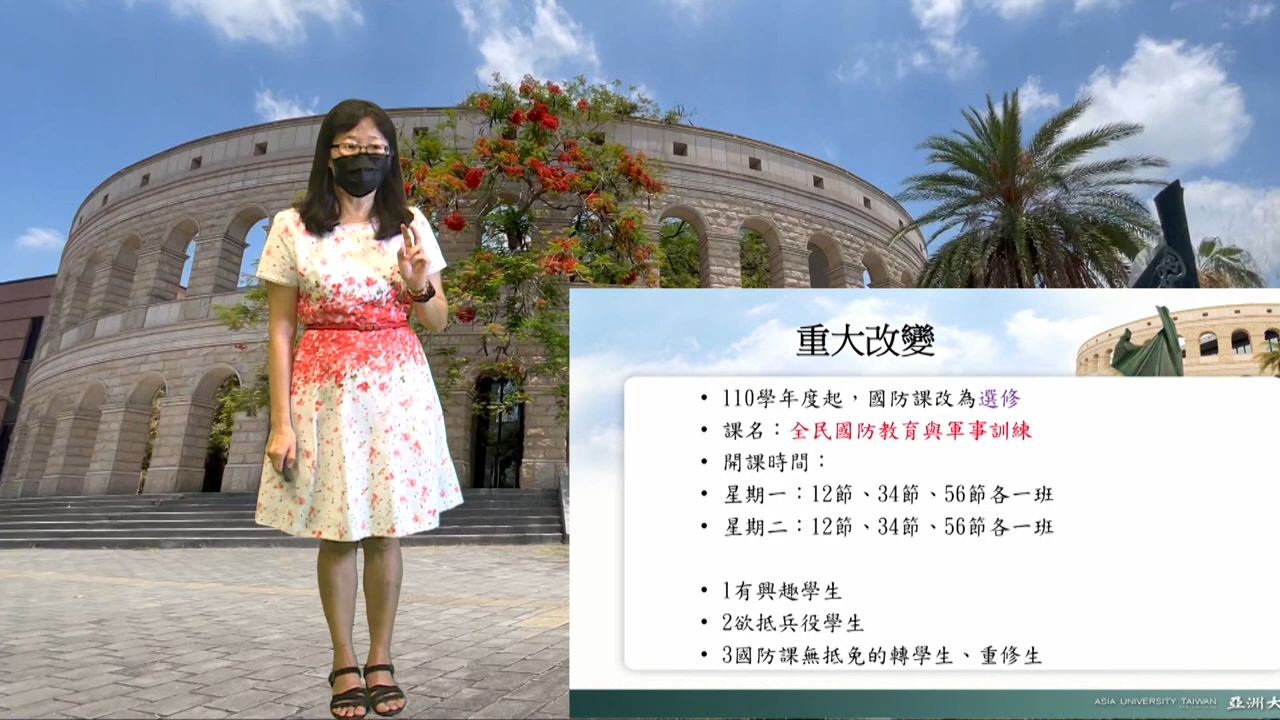 重大改變
• 110學年度起，國防課改為選修
• 課名：全民國防教育與軍事訓練
• 開課時間：
• 星期一：12節、34節、56節各一班
• 星期二：12節、34節、56節各一班
• 1有興趣學生
• 2欲抵兵役學生
• 3國防課無抵免的轉學生、重修生
ASIA UNIVERSITY TAIWAN 亞洲大